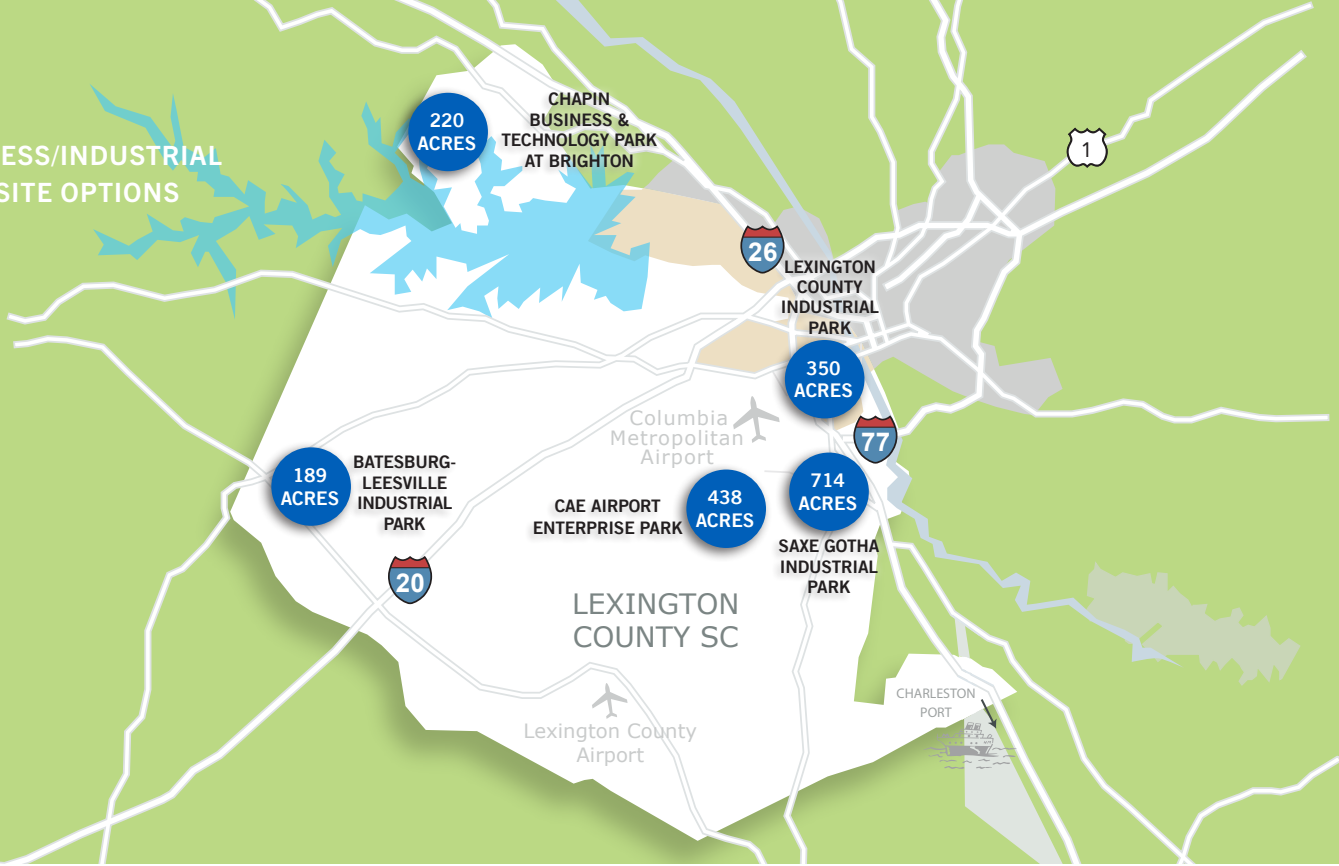 ESS/INDUSTRIAL
SITE OPTIONS
220
ACRES
CHAPIN
BUSINESS &
TECHNOLOGY PARK
AT BRIGHTON
1
26
LEXINGTON
COUNTY
INDUSTRIAL
PARK
350
ACRES
Columbia
Metropolitan
Airport
77
189
ACRES
BATESBURG-
LEESVILLE
INDUSTRIAL
PARK
CAE AIRPORT
ENTERPRISE PARK
438
ACRES
714
ACRES
SAXE GOTHA
INDUSTRIAL
PARK
20
LEXINGTON
COUNTY SC
Lexington County
Airport
CHARLESTON
PORT